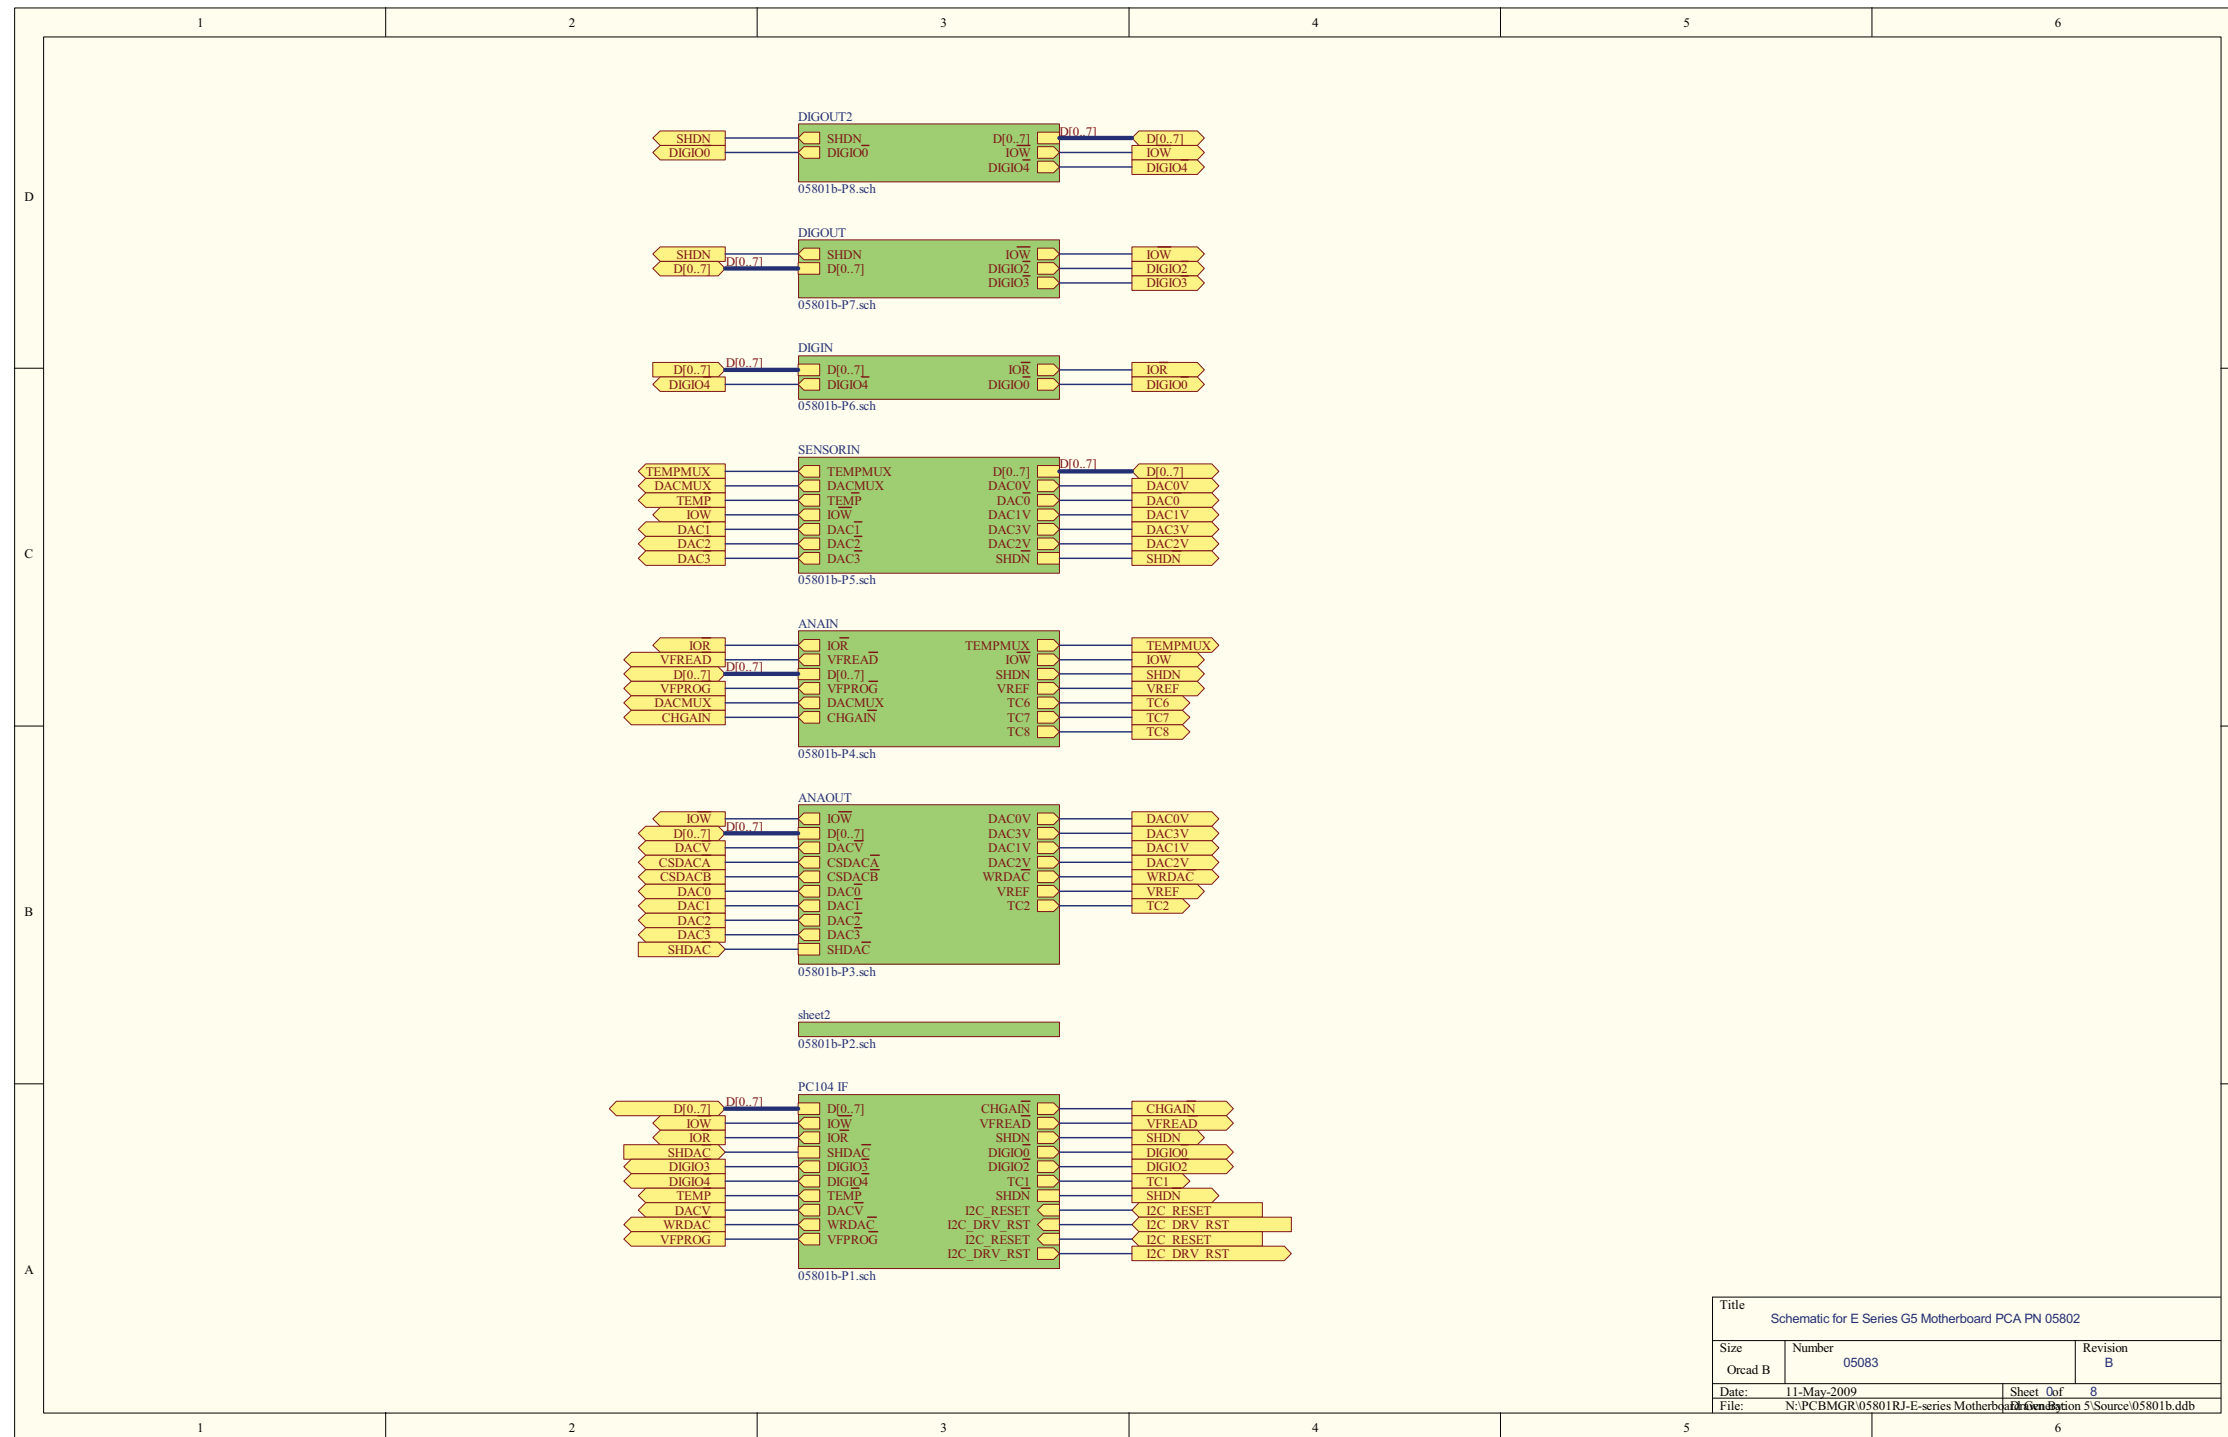 1 2 3 4 5 6
DIGOUT2
SHDN SHDN D[0..7] D[0..7] D[0..7]
DIGIO0 DIGIO0 IOW IOW
DIGIO4 DIGIO4
05801b-P8.sch
D
DIGOUT
SHDN SHDN IOW IOW
D[0..7] D[0..7] D[0..7] DIGIO2 DIGIO2
DIGIO3 DIGIO3
05801b-P7.sch
DIGIN
D[0..7] D[0..7] D[0..7] IOR IOR
DIGIO4 DIGIO4 DIGIO0 DIGIO0
05801b-P6.sch
SENSORIN
TEMPMUX TEMPMUX D[0..7] D[0..7] D[0..7]
DACMUX DACMUX DAC0V DAC0V
TEMP TEMP DAC0 DAC0
IOW IOW DAC1V DAC1V
DAC1 DAC1 DAC3V DAC3V
DAC2 DAC2 DAC2V DAC2V
C
DAC3 DAC3 SHDN SHDN
05801b-P5.sch
ANAIN
IOR IOR TEMPMUX TEMPMUX
VFREAD VFREAD IOW IOW
D[0..7] D[0..7] D[0..7] SHDN SHDN
VFPROG VFPROG VREF VREF
DACMUX DACMUX TC6 TC6
CHGAIN CHGAIN TC7 TC7
TC8 TC8
05801b-P4.sch
ANAOUT
IOW IOW DAC0V DAC0V
D[0..7] D[0..7] D[0..7] DAC3V DAC3V
DACV DACV DAC1V DAC1V
CSDACA CSDACA DAC2V DAC2V
CSDACB CSDACB WRDAC WRDAC
DAC0 DAC0 VREF VREF
DAC1 DAC1 TC2 TC2
B
DAC2 DAC2
DAC3 DAC3
SHDAC SHDAC
05801b-P3.sch
sheet2
05801b-P2.sch
PC104 IF
D[0..7] D[0..7] D[0..7] CHGAIN CHGAIN
IOW IOW VFREAD VFREAD
IOR IOR SHDN SHDN
SHDAC SHDAC DIGIO0 DIGIO0
DIGIO3 DIGIO3 DIGIO2 DIGIO2
DIGIO4 DIGIO4 TC1 TC1
TEMP TEMP SHDN SHDN
DACV DACV I2C_RESET I2C_RESET
WRDAC WRDAC I2C_DRV_RST I2C_DRV_RST
VFPROG VFPROG I2C_RESET I2C_RESET
I2C_DRV_RST I2C_DRV_RST
A
05801b-P1.sch
Title
Schematic for E Series G5 Motherboard PCA PN 05802
Size Number Revision
Orcad B 05083 B
Date: 11-May-2009 Sheet 0 of 8
File: N:\PCBMGR\05801RJ-E-series Motherboard Generation 5\Source\05801b.ddb
Drawn By:
1 2 3 4 5 6